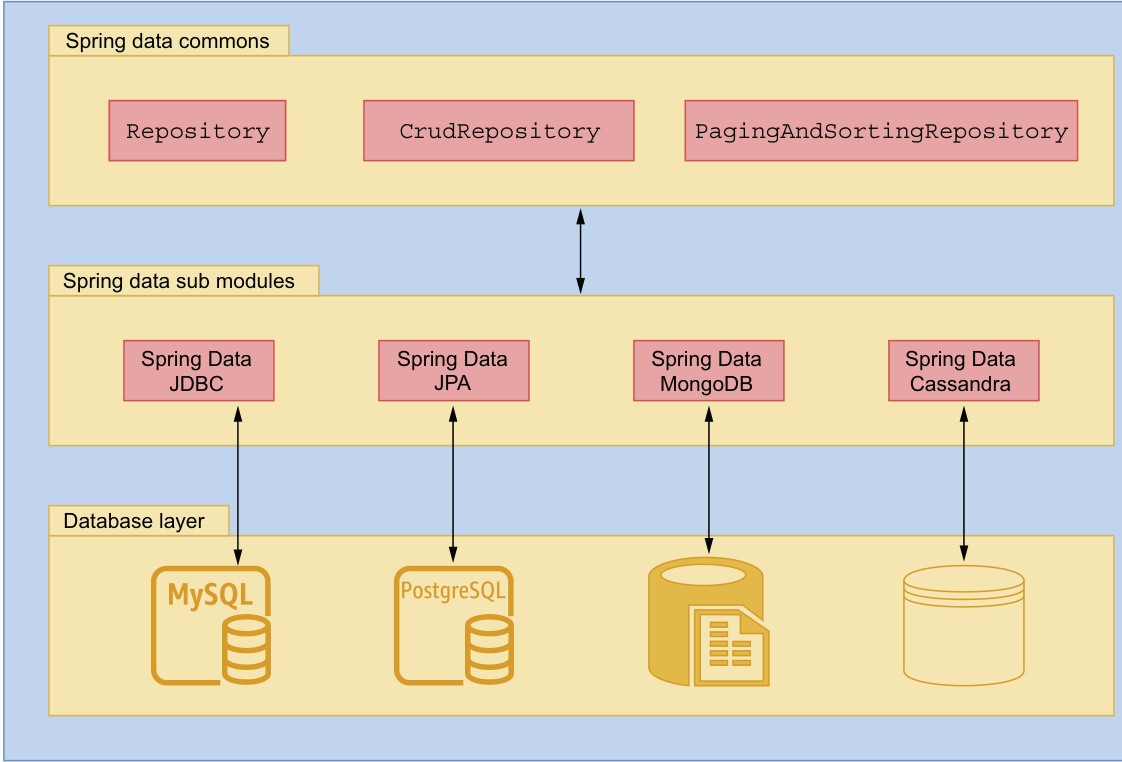 Spring data commons
Repository
CrudRepository
PagingAndSortingRepository
Spring data sub modules
Spring Data
JDBC
Spring Data
JPA
Spring Data
MongoDB
Spring Data
Cassandra
Database layer
MySQL
PostgreSQL